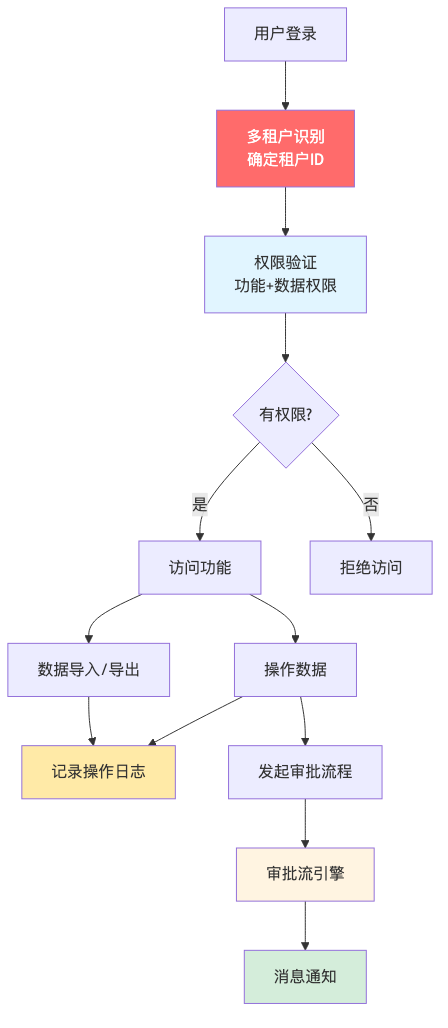 用户登录
多租户识别
确定租户ID
权限验证
功能+数据权限
有权限?
是
否
访问功能
拒绝访问
数据导入/导出
操作数据
记录操作日志
发起审批流程
审批流引擎
消息通知